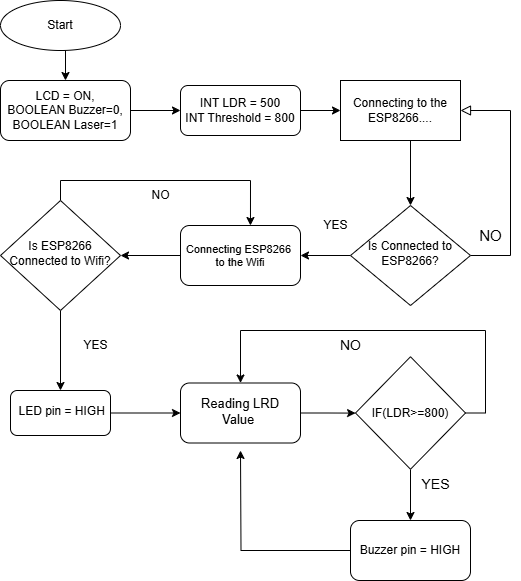 Start
LCD = ON,
BOOLEAN Buzzer=0,
BOOLEAN Laser=1
INT LDR = 500
INT Threshold = 800
Connecting to the
ESP8266....
Is Connected to
ESP8266?
NO
YES
Connecting ESP8266
to the Wifi
NO
Is ESP8266
Connected to Wifi?
YES
LED pin = HIGH
Reading LRD
Value
NO
IF(LDR>=800)
YES
Buzzer pin = HIGH